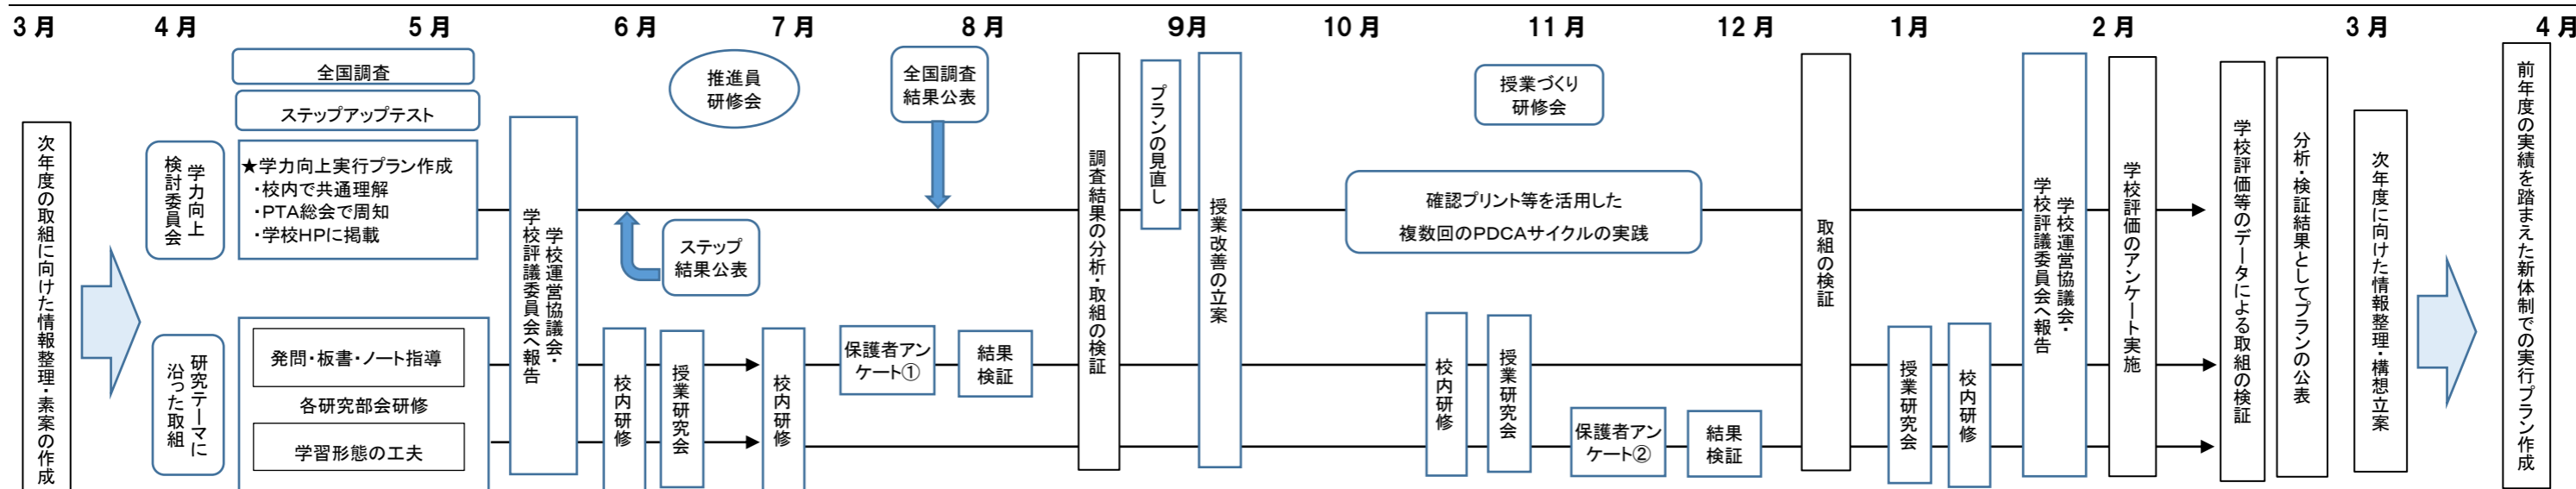 3月 4月 5月 6月 7月 8月 9月 10月 11月 12月 1月 2月 3月 4月
次年度の取組に向けた情報整理・素案の作成
学力向上
検討委員会
研究テーマに
沿った取組
全国調査
ステップアップテスト
★学力向上実行プラン作成
・校内で共通理解
・PTA総会で周知
・学校HPに掲載
発問・板書・ノート指導
各研究部会研修
学習形態の工夫
学校運営協議会・
学校評議委員会へ報告
推進員
研修会
ステップ
結果公表
校内研修
授業研究会
校内研修
全国調査
結果公表
保護者アン
ケート①
結果
検証
調査結果の分析・取組の検証
プランの見直し
授業改善の立案
授業づくり
研修会
確認プリント等を活用した
複数回のPDCAサイクルの実践
校内研修
授業研究会
保護者アン
ケート②
結果
検証
取組の検証
授業研究会
校内研修
学校運営協議会・
学校評議委員会へ報告
学校評価のアンケート実施
学校評価等のデータによる取組の検証
分析・検証結果としてプランの公表
次年度に向けた情報整理・構想立案
前年度の実績を踏まえた新体制での実行プラン作成